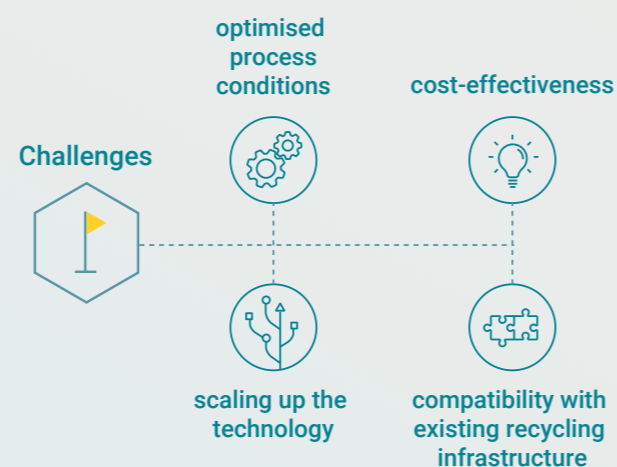 optimised
process
conditions
cost-effectiveness
Challenges
scaling up the
technology
compatibility with
existing recycling
infrastructure